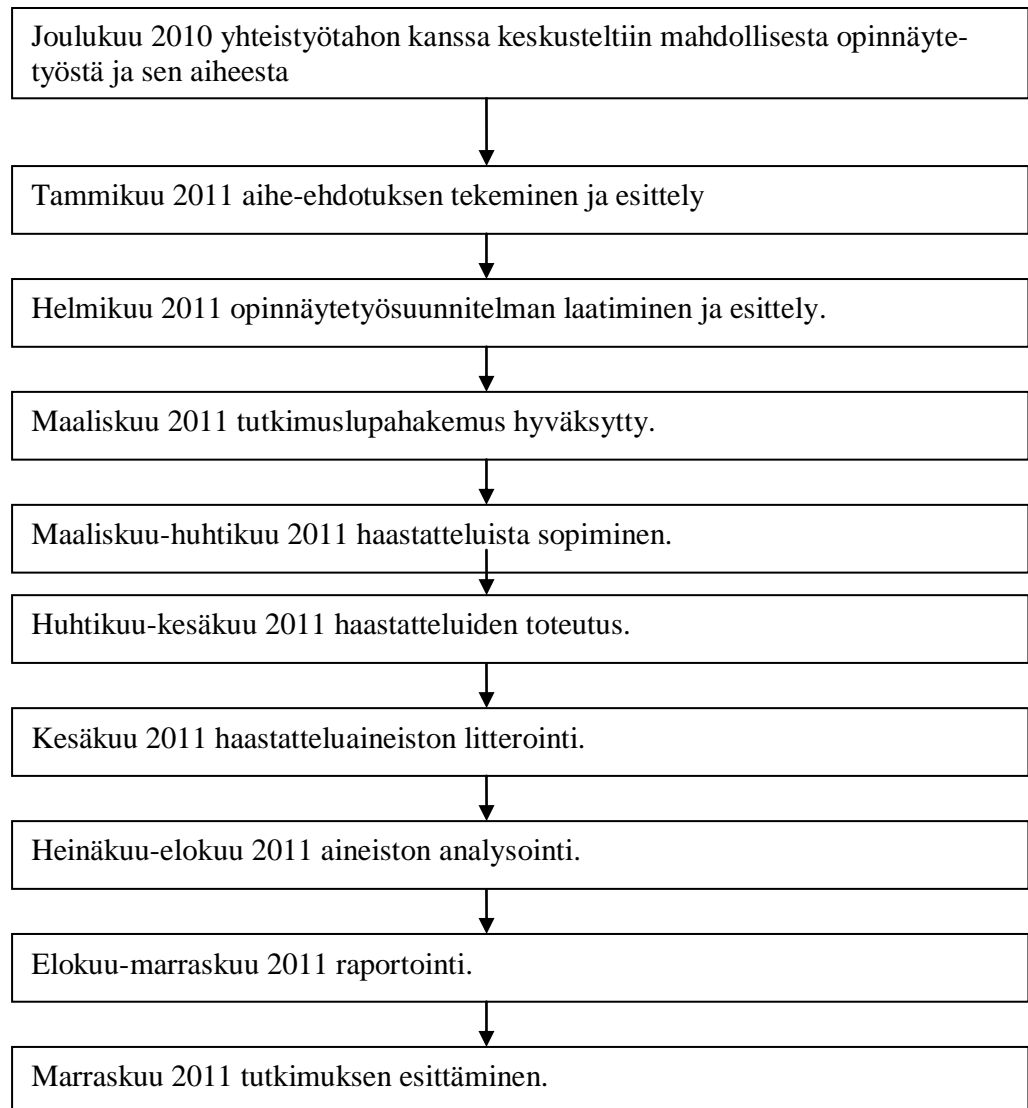 Joulukuu 2010 yhteistyötahon kanssa keskusteltiin mahdollisesta opinnäyte-
työstä ja sen aiheesta
Tammikuu 2011 aihe-ehdotuksen tekeminen ja esittely
Helmikuu 2011 opinnäytetyösuunnitelman laatiminen ja esittely.
Maaliskuu 2011 tutkimuslupahakemus hyväksytty.
Maaliskuu-huhtikuu 2011 haastatteluista sopiminen.
Huhtikuu-kesäkuu 2011 haastatteluiden toteutus.
Kesäkuu 2011 haastatteluaineiston litterointi.
Heinäkuu-elokuu 2011 aineiston analysointi.
Elokuu-marraskuu 2011 raportointi.
Marraskuu 2011 tutkimuksen esittäminen.